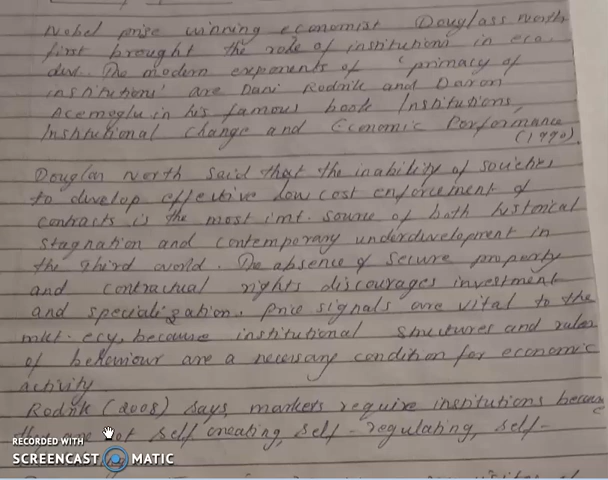 Nobel prize winning economist Douglass North
first brought the role of institutions in eco.
dev. The modern exponents of 'primacy of
institutions' are Dani Rodrik and Daron
Acemoglu in his famous book Institutions,
Institutional Change and Economic Performance
(1990).
Douglas North said that the inability of societies
to develop effective low cost enforcement of
contracts is the most imt. source of both historical
stagnation and contemporary underdevelopment in
the third world. The absence of secure property
and contractual rights discourages investment
and specialization. Price signals are vital to the
mkt. ecy, because institutional structures and rules
of behaviour are a necessary condition for economic
activity.
Rodrik (2008) says, markets require institutions because
they are not self creating, self-regulating, self-
RECORDED WITH
SCREENCAST MATIC